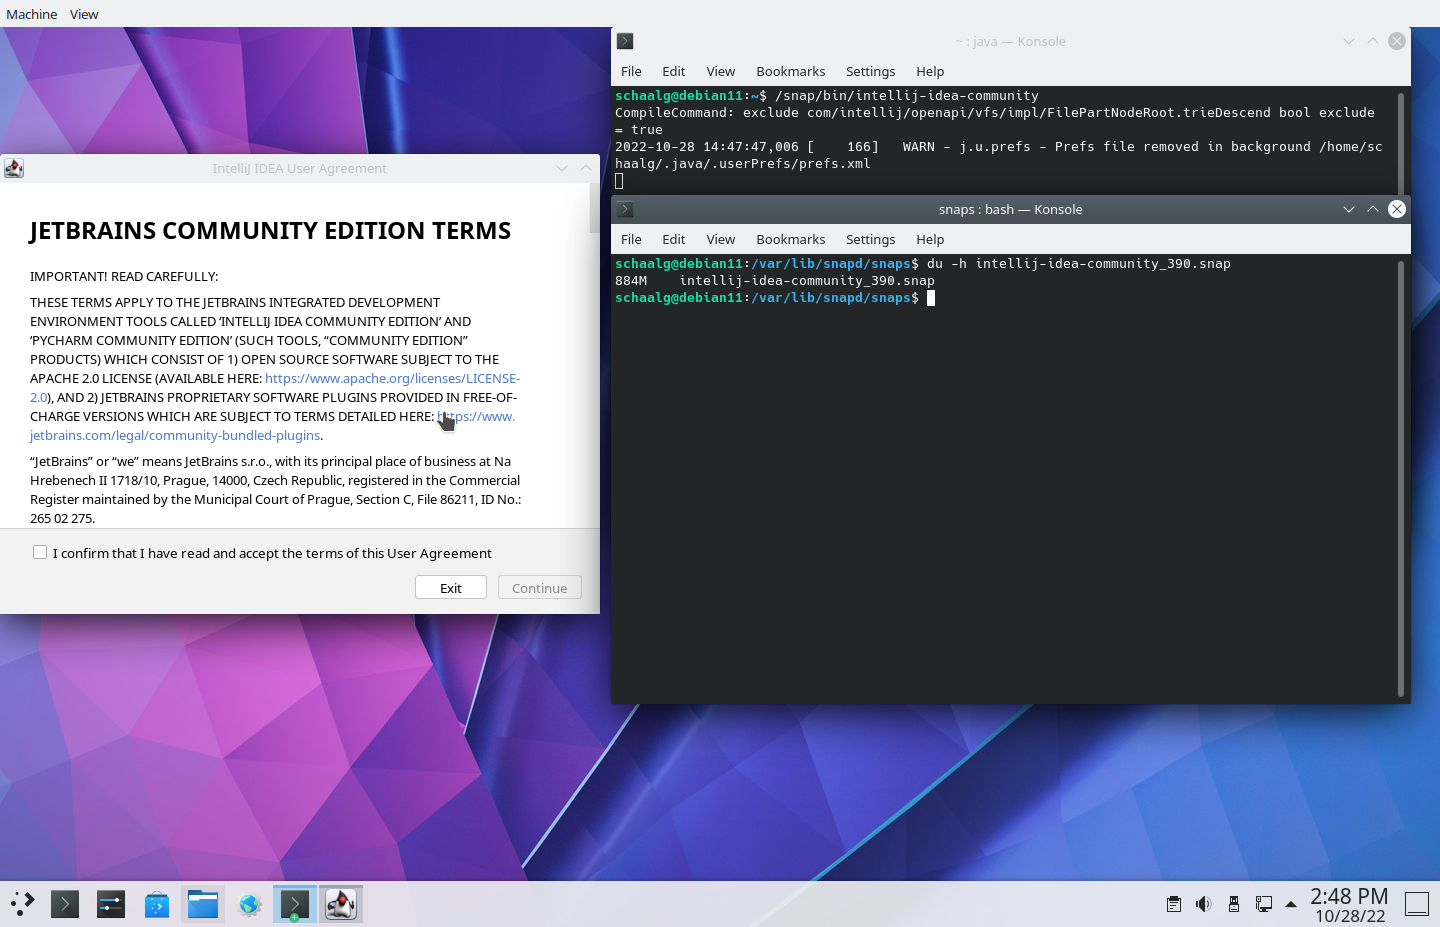 Machine View
~ : java — Konsole
File Edit View Bookmarks Settings Help
schaalg@debian11:~$ /snap/bin/intellij-idea-community
CompileCommand: exclude com/intellij/openapi/vfs/impl/FilePartNodeRoot.trieDescend bool exclude
= true
2022-10-28 14:47:47,006 [    166]   WARN - j.u.prefs - Prefs file removed in background /home/sc
haalg/.java/.userPrefs/prefs.xml
IntelliJ IDEA User Agreement
JETBRAINS COMMUNITY EDITION TERMS
IMPORTANT! READ CAREFULLY:
THESE TERMS APPLY TO THE JETBRAINS INTEGRATED DEVELOPMENT
ENVIRONMENT TOOLS CALLED ‘INTELLIJ IDEA COMMUNITY EDITION’ AND
‘PYCHARM COMMUNITY EDITION’ (SUCH TOOLS, “COMMUNITY EDITION”
PRODUCTS) WHICH CONSIST OF 1) OPEN SOURCE SOFTWARE SUBJECT TO THE
APACHE 2.0 LICENSE (AVAILABLE HERE: https://www.apache.org/licenses/LICENSE-
2.0), AND 2) JETBRAINS PROPRIETARY SOFTWARE PLUGINS PROVIDED IN FREE-OF-
CHARGE VERSIONS WHICH ARE SUBJECT TO TERMS DETAILED HERE: https://www.
jetbrains.com/legal/community-bundled-plugins.
“JetBrains” or “we” means JetBrains s.r.o., with its principal place of business at Na
Hrebenech II 1718/10, Prague, 14000, Czech Republic, registered in the Commercial
Register maintained by the Municipal Court of Prague, Section C, File 86211, ID No.:
265 02 275.
I confirm that I have read and accept the terms of this User Agreement
Exit Continue
snaps : bash — Konsole
File Edit View Bookmarks Settings Help
schaalg@debian11:/var/lib/snapd/snaps$ du -h intellij-idea-community_390.snap
884M    intellij-idea-community_390.snap
schaalg@debian11:/var/lib/snapd/snaps$
2:48 PM
10/28/22